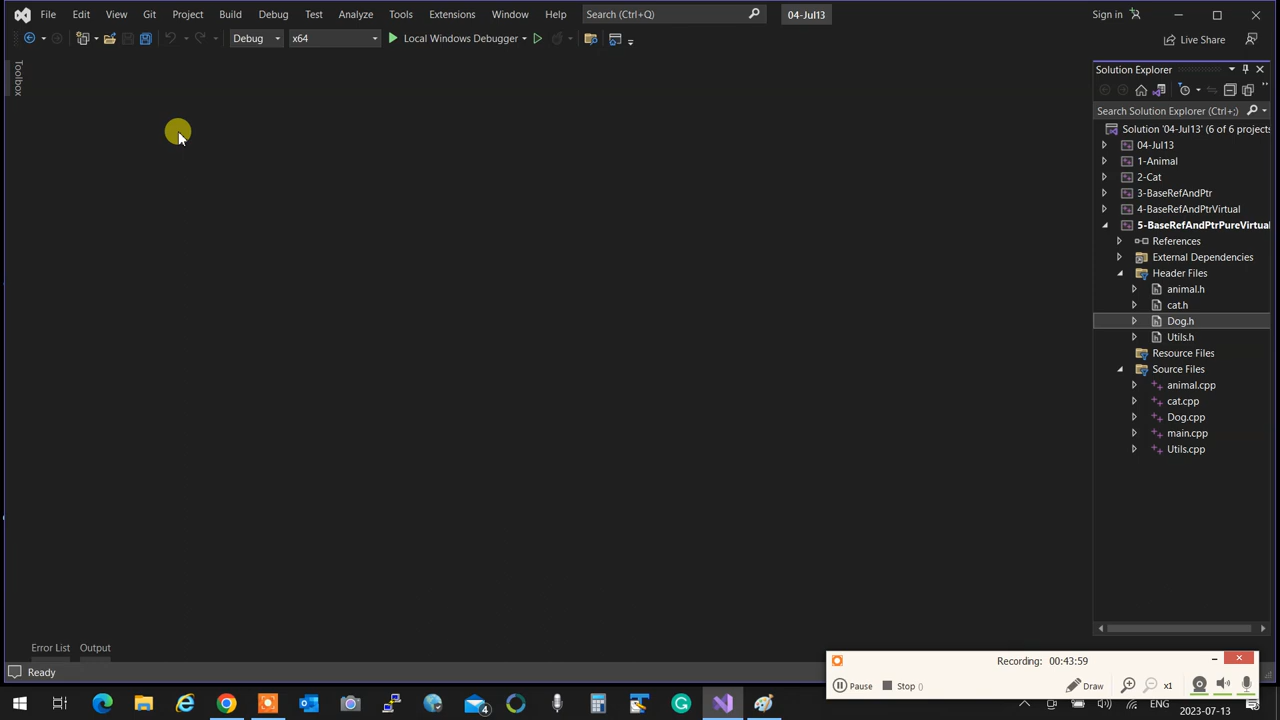 File Edit View Git Project Build Debug Test Analyze Tools Extensions Window Help Search (Ctrl+Q) 04-Jul13 Sign in
Debug x64 Local Windows Debugger Live Share
Toolbox
Solution Explorer
Search Solution Explorer (Ctrl+;)
Solution '04-Jul13' (6 of 6 projects
04-Jul13
1-Animal
2-Cat
3-BaseRefAndPtr
4-BaseRefAndPtrVirtual
5-BaseRefAndPtrPureVirtual
References
External Dependencies
Header Files
animal.h
cat.h
Dog.h
Utils.h
Resource Files
Source Files
animal.cpp
cat.cpp
Dog.cpp
main.cpp
Utils.cpp
Error List Output
Ready
Recording: 00:43:59
Pause Stop () Draw x1
4
ENG
2023-07-13